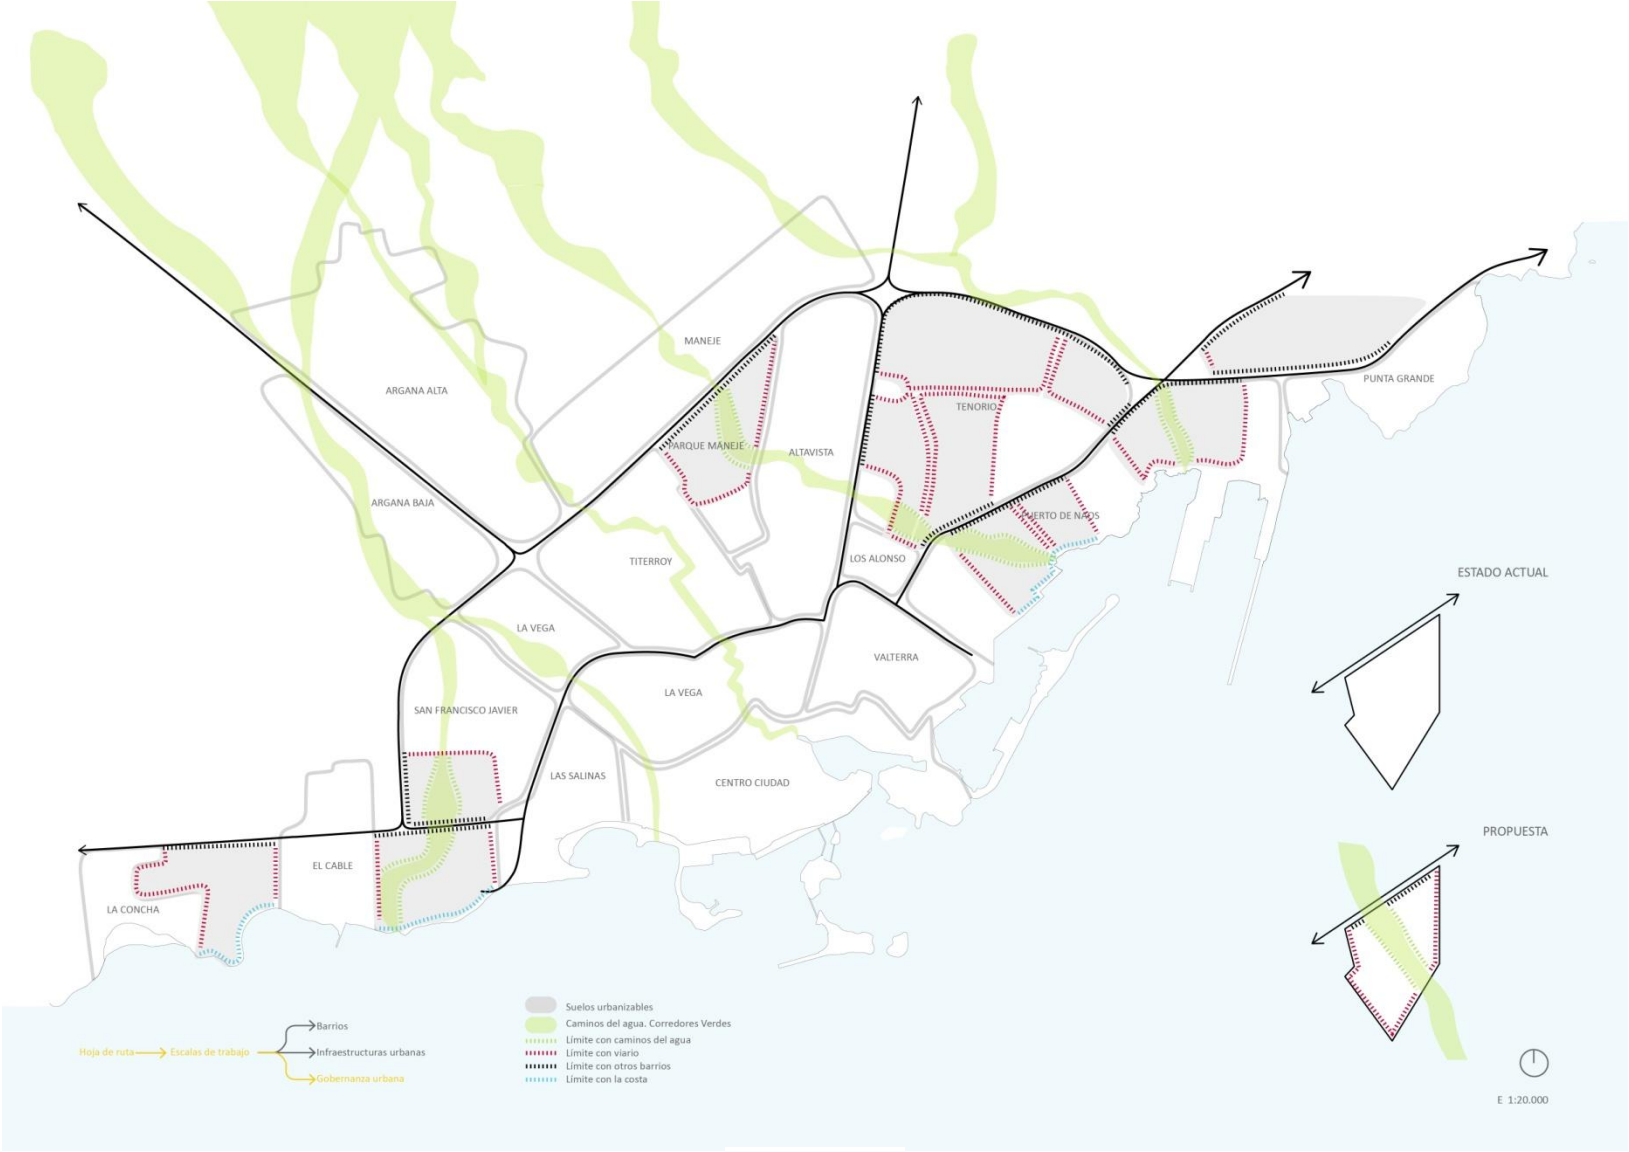 MANEJE
PUNTA GRANDE
ARGANA ALTA
TENORIO
PARQUE MANEJE
ALTAVISTA
ARGANA BAJA
PUERTO DE NAOS
TITERROY
LOS ALONSO
ESTADO ACTUAL
LA VEGA
VALTERRA
LA VEGA
SAN FRANCISCO JAVIER
LAS SALINAS
CENTRO CIUDAD
PROPUESTA
EL CABLE
LA CONCHA
Suelos urbanizables
Caminos del agua. Corredores Verdes
Límite con caminos del agua
Límite con viario
Límite con otros barrios
Límite con la costa
Barrios
Hoja de ruta
Escalas de trabajo
Infraestructuras urbanas
Gobernanza urbana
E 1:20.000